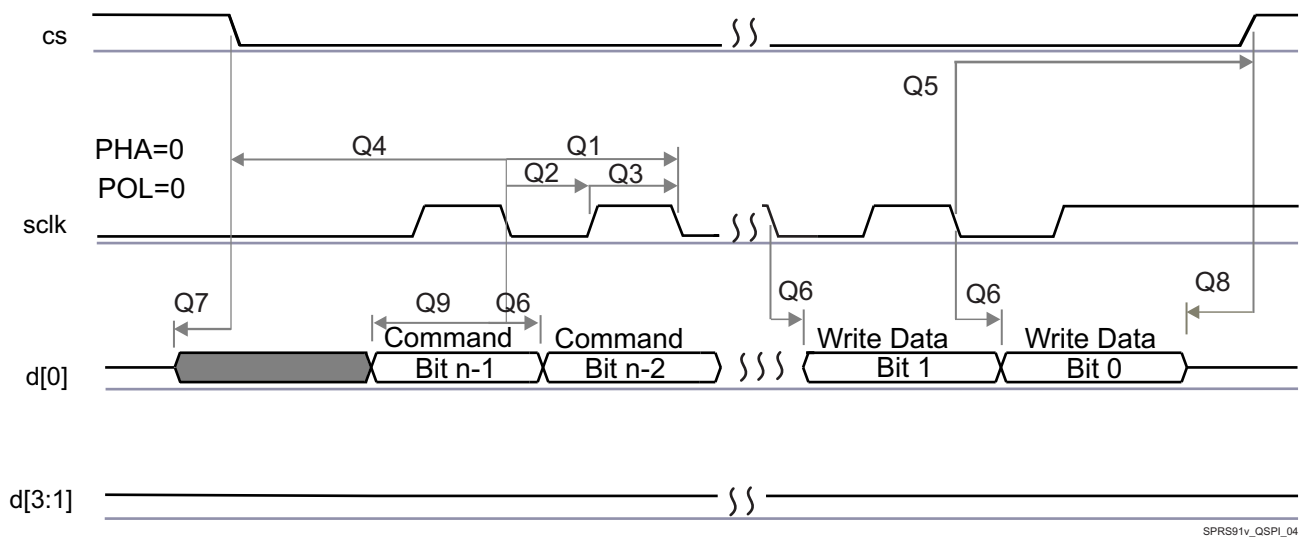 cs
Q5
PHA=0
Q4
Q1
POL=0
Q2
Q3
sclk
Q7
Q9
Q6
Q6
Q6
Q8
Command
Command
Write Data
Write Data
d[0]
Bit n-1
Bit n-2
Bit 1
Bit 0
d[3:1]
SPRS91v_QSPI_04